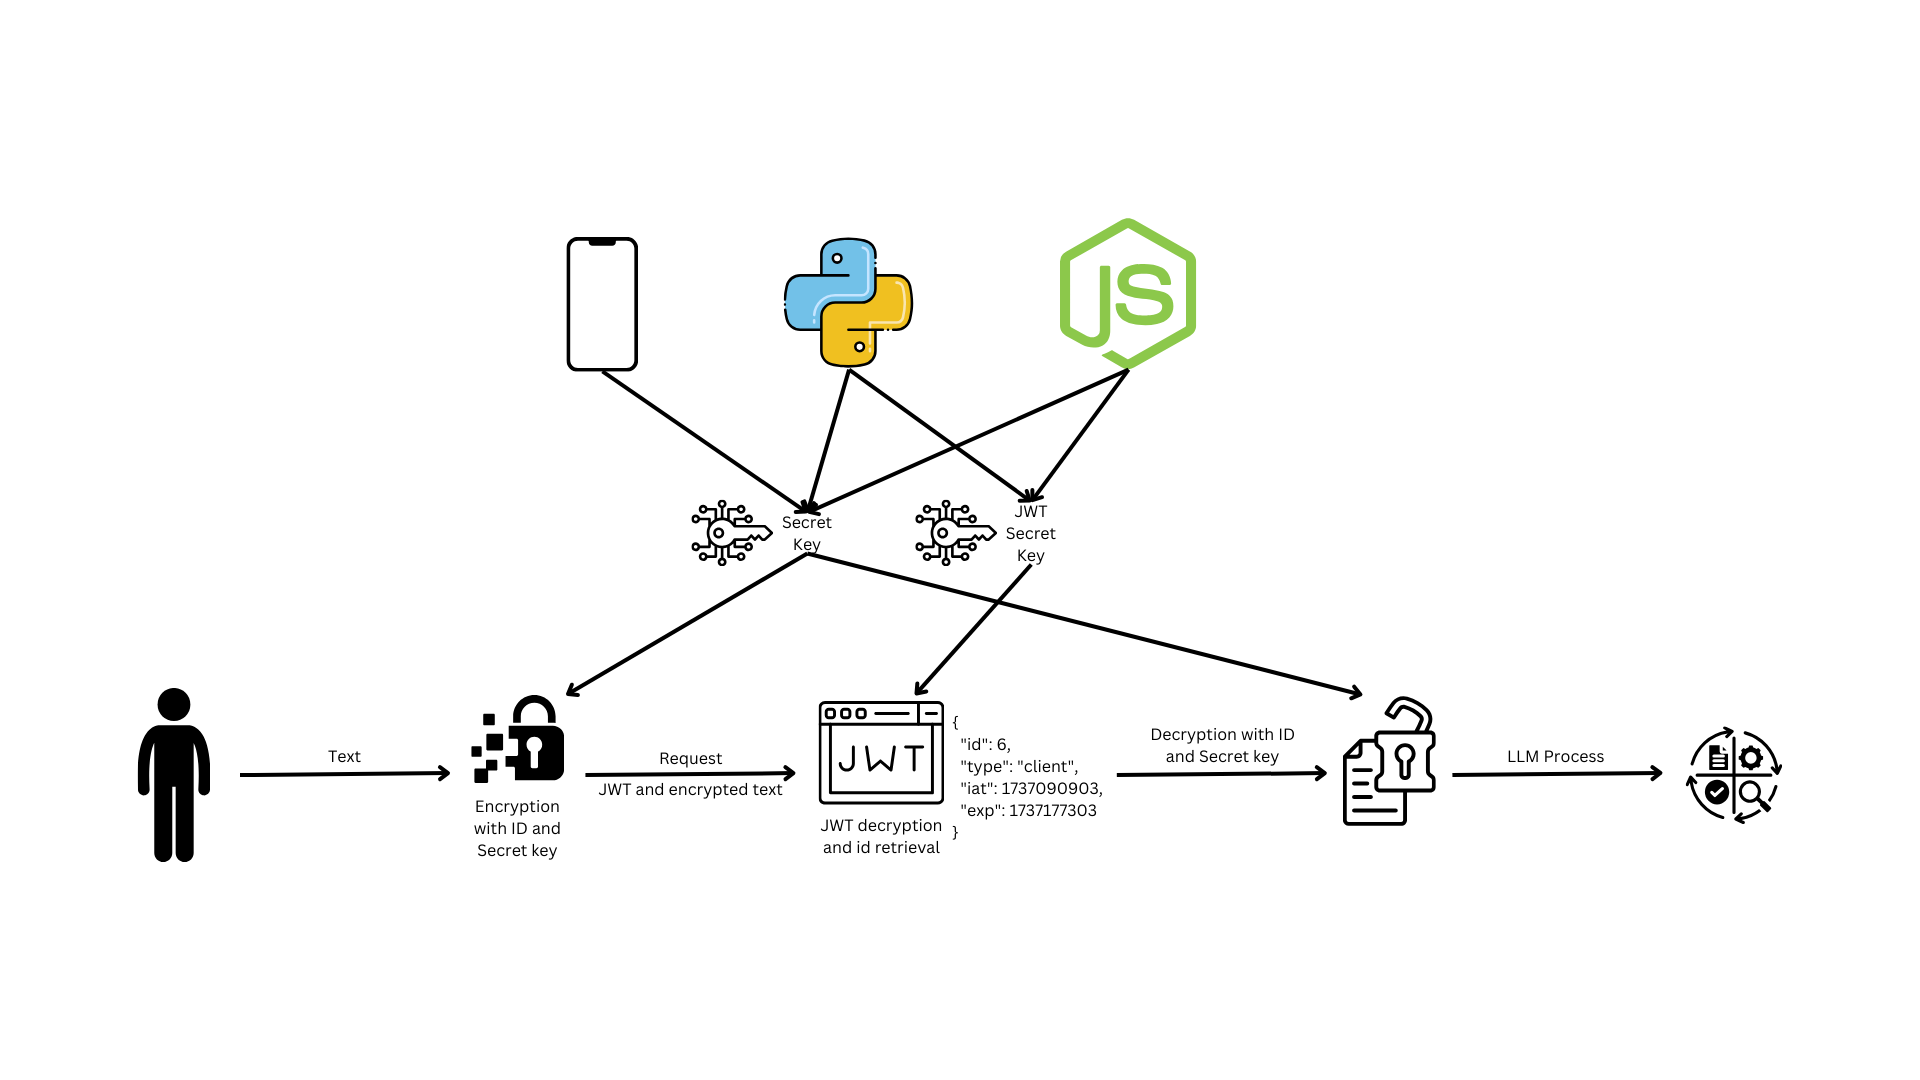 JS
Secret
Key
JWT
Secret
Key
Text
Encryption
with ID and
Secret key
Request
JWT and encrypted text
JWT
JWT decryption
and id retrieval
{
"id": 6,
"type": "client",
"iat": 1737090903,
"exp": 1737177303
}
Decryption with ID
and Secret key
LLM Process